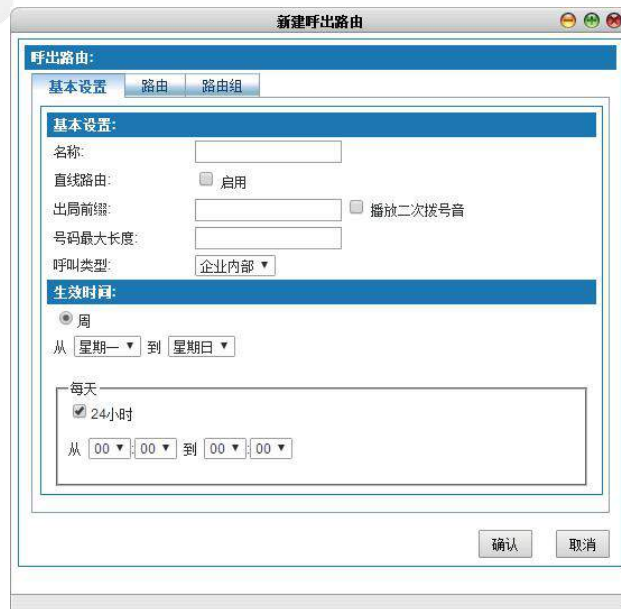 新建呼出路由
呼出路由:
基本设置 路由 路由组
基本设置:
名称:
直线路由: 启用
出局前缀: 播放二次拨号音
号码最大长度:
呼叫类型: 企业内部
生效时间:
周
从 星期一 到 星期日
每天
24小时
从 00 : 00 到 00 : 00
确认 取消